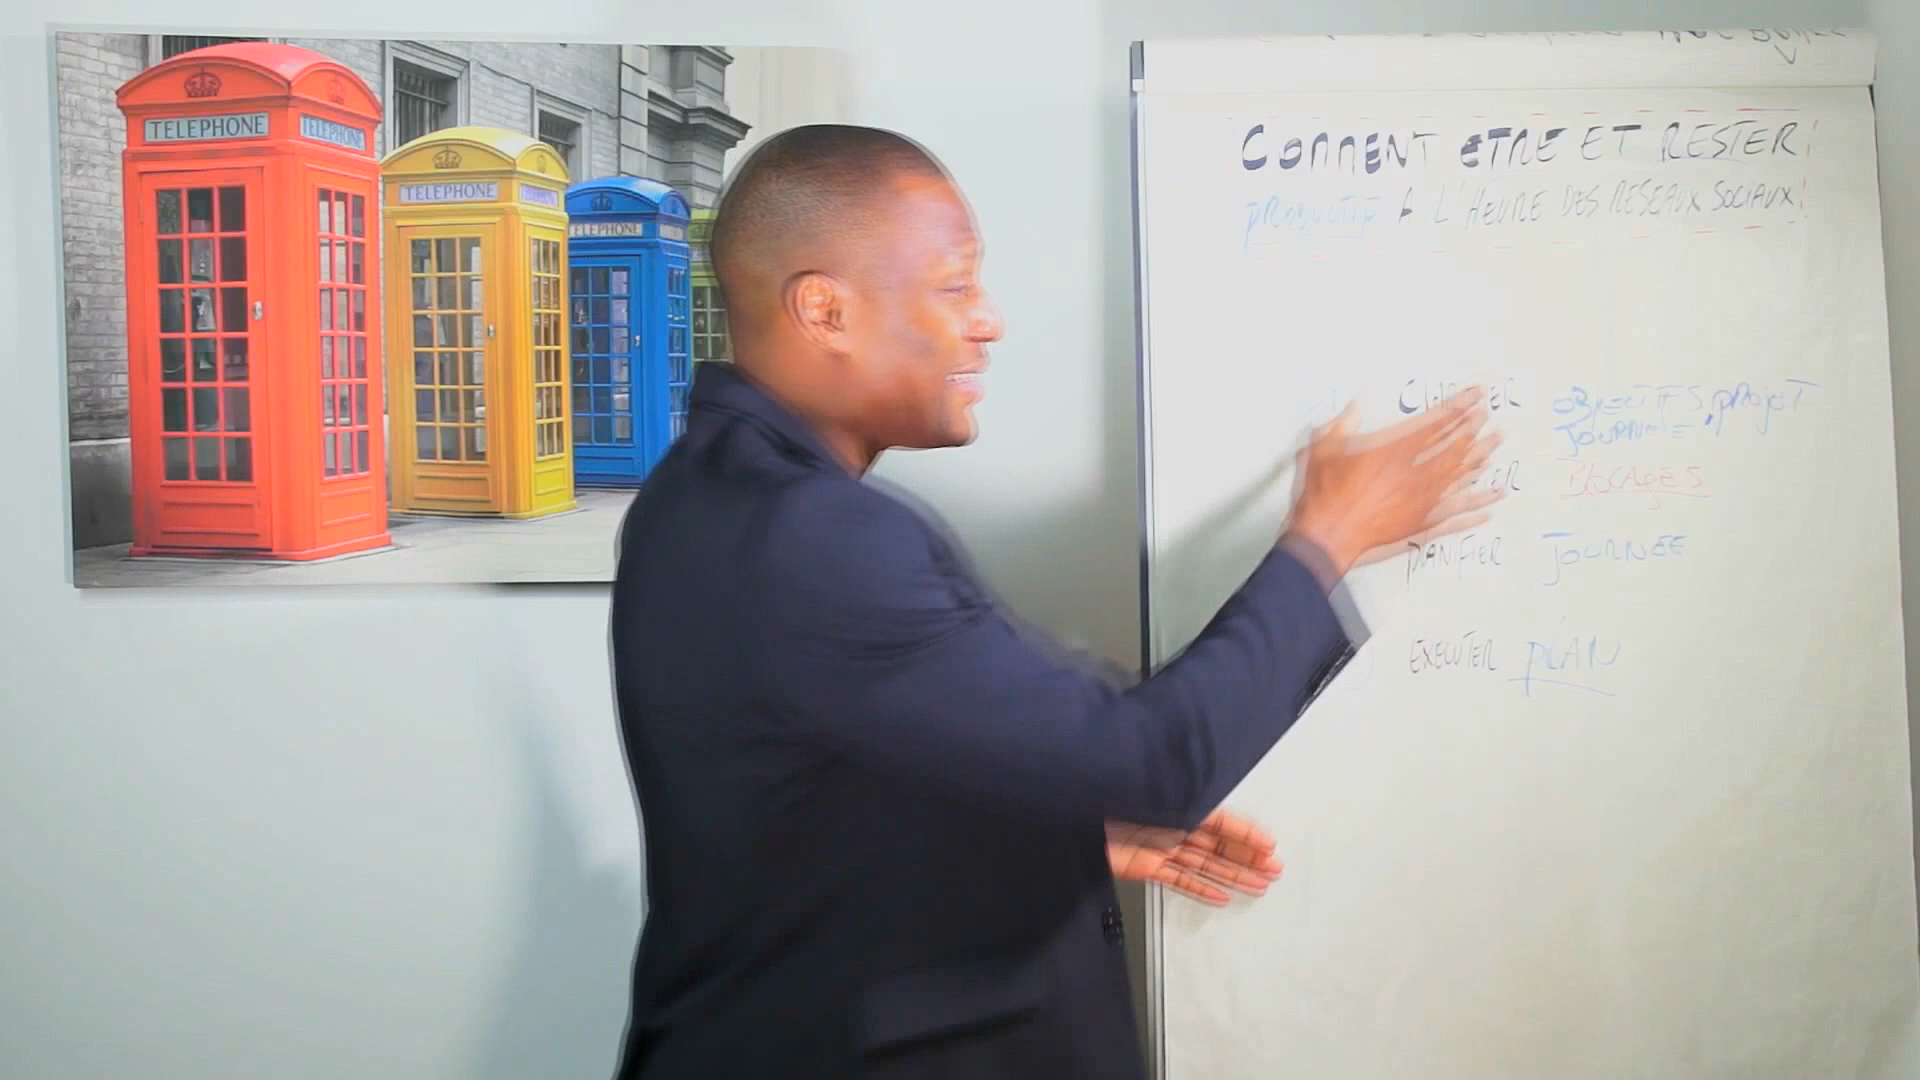 TELEPHONE
TELEPHONE
TELEPHONE
TELEPHONE
COMMENT ETRE ET RESTER
PRODUCTIF A L'HEURE DES RESEAUX SOCIAUX
OBJECTIFS, PROJET
JOURNEE
BLOCAGES
PLANIFIER JOURNEE
EXECUTER PLAN